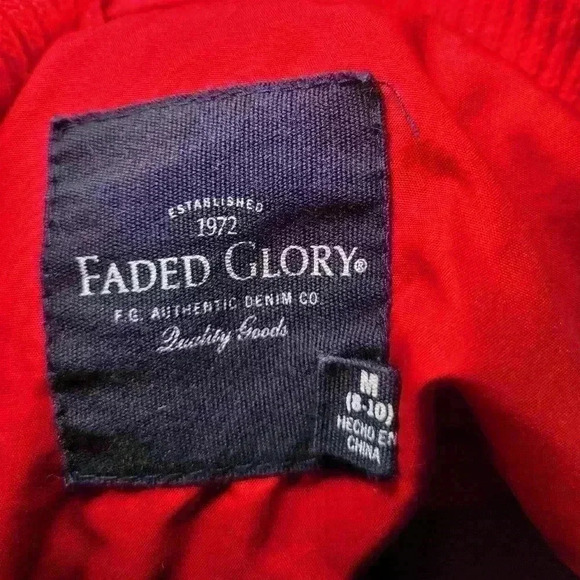 ESTABLISHED
1972
FADED GLORY®
F.G. AUTHENTIC DENIM CO
Quality Goods
M
(8-10)
HECHO EN
CHINA